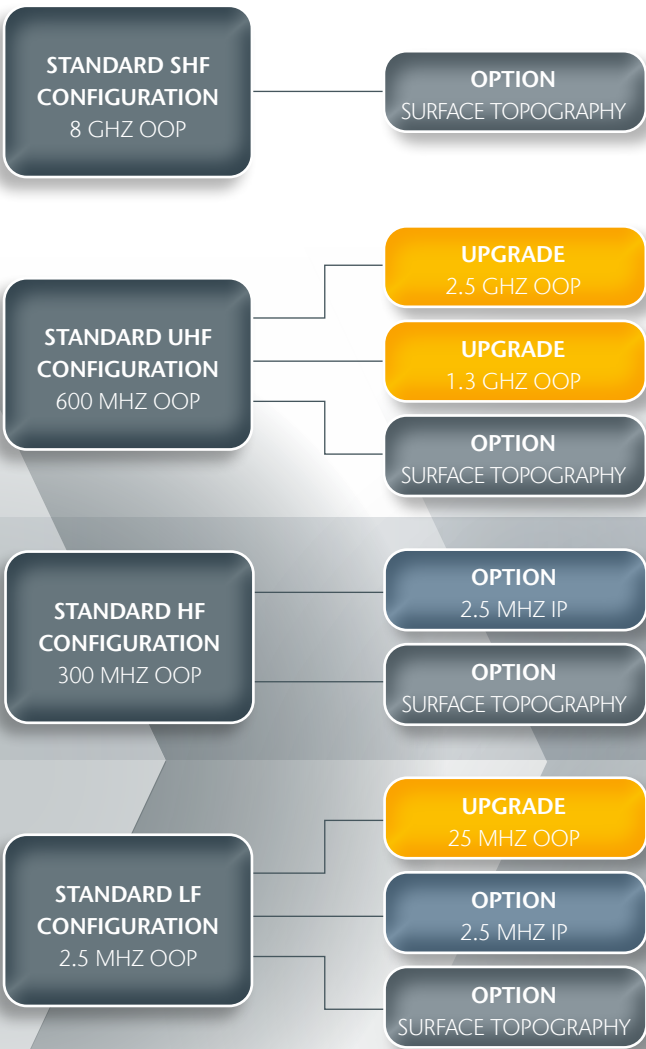 STANDARD SHF
CONFIGURATION
8 GHZ OOP
OPTION
SURFACE TOPOGRAPHY
STANDARD UHF
CONFIGURATION
600 MHZ OOP
UPGRADE
2.5 GHZ OOP
UPGRADE
1.3 GHZ OOP
OPTION
SURFACE TOPOGRAPHY
STANDARD HF
CONFIGURATION
300 MHZ OOP
OPTION
2.5 MHZ IP
OPTION
SURFACE TOPOGRAPHY
STANDARD LF
CONFIGURATION
2.5 MHZ OOP
UPGRADE
25 MHZ OOP
OPTION
2.5 MHZ IP
OPTION
SURFACE TOPOGRAPHY